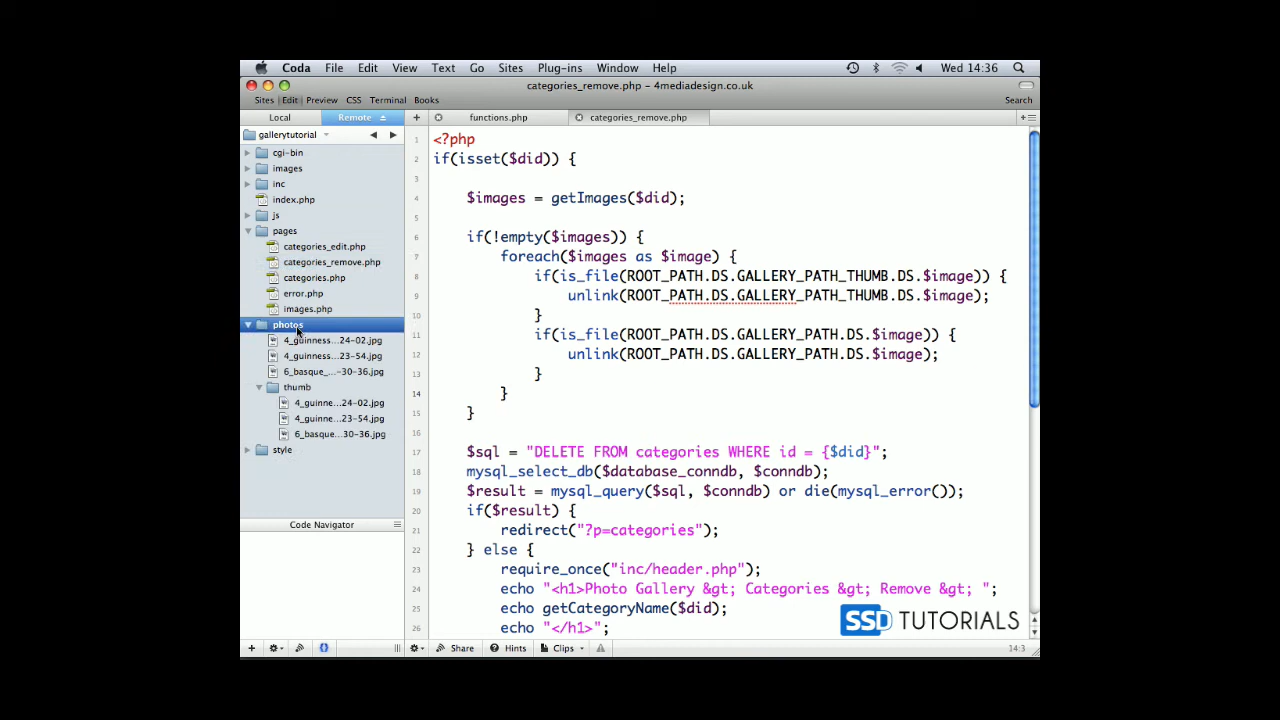 Coda File Edit View Text Go Sites Plug-ins Window Help Wed 14:36
categories_remove.php - 4mediadesign.co.uk
Sites Edit Preview CSS Terminal Books Search
Local Remote functions.php categories_remove.php
gallerytutorial
cgi-bin
images
inc
index.php
js
pages
categories_edit.php
categories_remove.php
categories.php
error.php
images.php
photos
4_guinness...24-02.jpg
4_guinness...23-54.jpg
6_basque_...-30-36.jpg
thumb
4_guinne...24-02.jpg
4_guinne...23-54.jpg
6_basque...30-36.jpg
style
Code Navigator
1 <?php
2 if(isset($did)) {
3
4 $images = getImages($did);
5
6 if(!empty($images)) {
7 foreach($images as $image) {
8 if(is_file(ROOT_PATH.DS.GALLERY_PATH_THUMB.DS.$image)) {
9 unlink(ROOT_PATH.DS.GALLERY_PATH_THUMB.DS.$image);
10 }
11 if(is_file(ROOT_PATH.DS.GALLERY_PATH.DS.$image)) {
12 unlink(ROOT_PATH.DS.GALLERY_PATH.DS.$image);
13 }
14 }
15 }
16
17 $sql = "DELETE FROM categories WHERE id = {$did}";
18 mysql_select_db($database_conndb, $conndb);
19 $result = mysql_query($sql, $conndb) or die(mysql_error());
20 if($result) {
21 redirect("?p=categories");
22 } else {
23 require_once("inc/header.php");
24 echo "<h1>Photo Gallery &gt; Categories &gt; Remove &gt; ";
25 echo getCategoryName($did);
26 echo "</h1>";
SSD TUTORIALS
Share Hints Clips 14:3